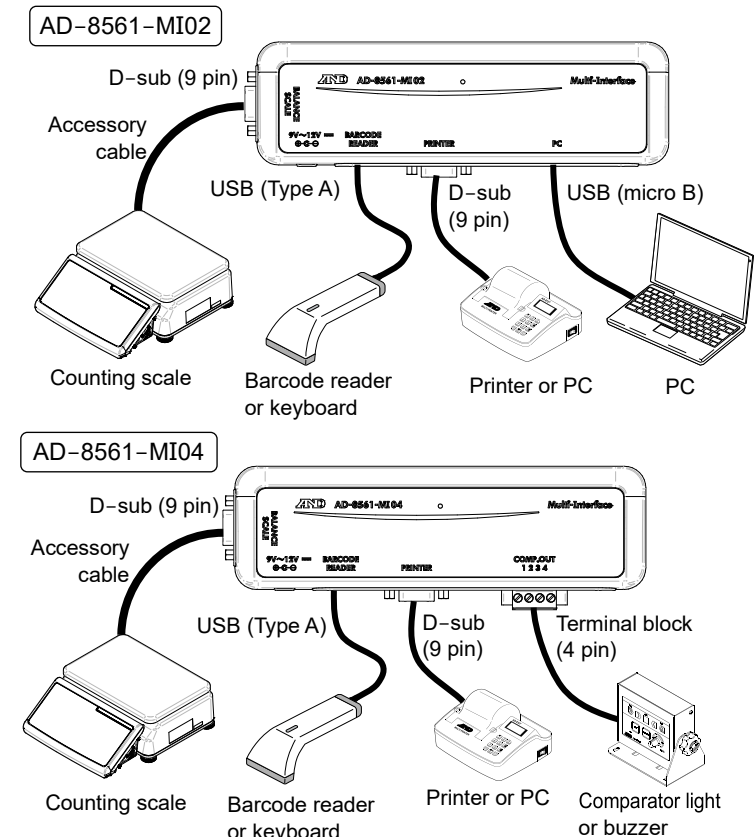 AD-8561-MI02
D-sub (9 pin)
Accessory
cable
AND AD-8561-MI02
Multi-Interface
BALANCE
SCALE
9V~12V
BARCODE
READER
PRINTER
PC
USB (Type A)
D-sub
(9 pin)
USB (micro B)
Counting scale
Barcode reader
or keyboard
Printer or PC
PC
AD-8561-MI04
D-sub (9 pin)
Accessory
cable
AND AD-8561-MI04
Multi-Interface
BALANCE
SCALE
9V~12V
BARCODE
READER
PRINTER
COMP.OUT
1 2 3 4
USB (Type A)
D-sub
(9 pin)
Terminal block
(4 pin)
Counting scale
Barcode reader
or keyboard
Printer or PC
Comparator light
or buzzer